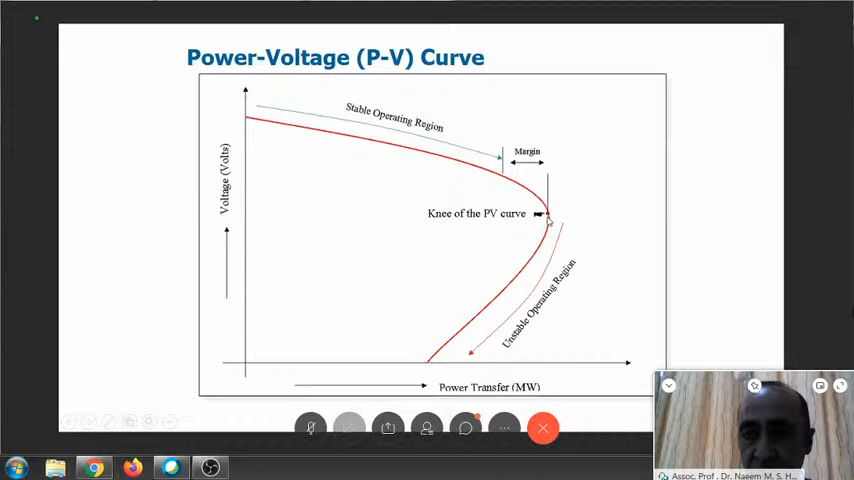 Power-Voltage (P-V) Curve
Stable Operating Region
Margin
Voltage (Volts)
Knee of the PV curve
Unstable Operating Region
Power Transfer (MW)
Assoc. Prof. Dr. Naeem M. S. H...